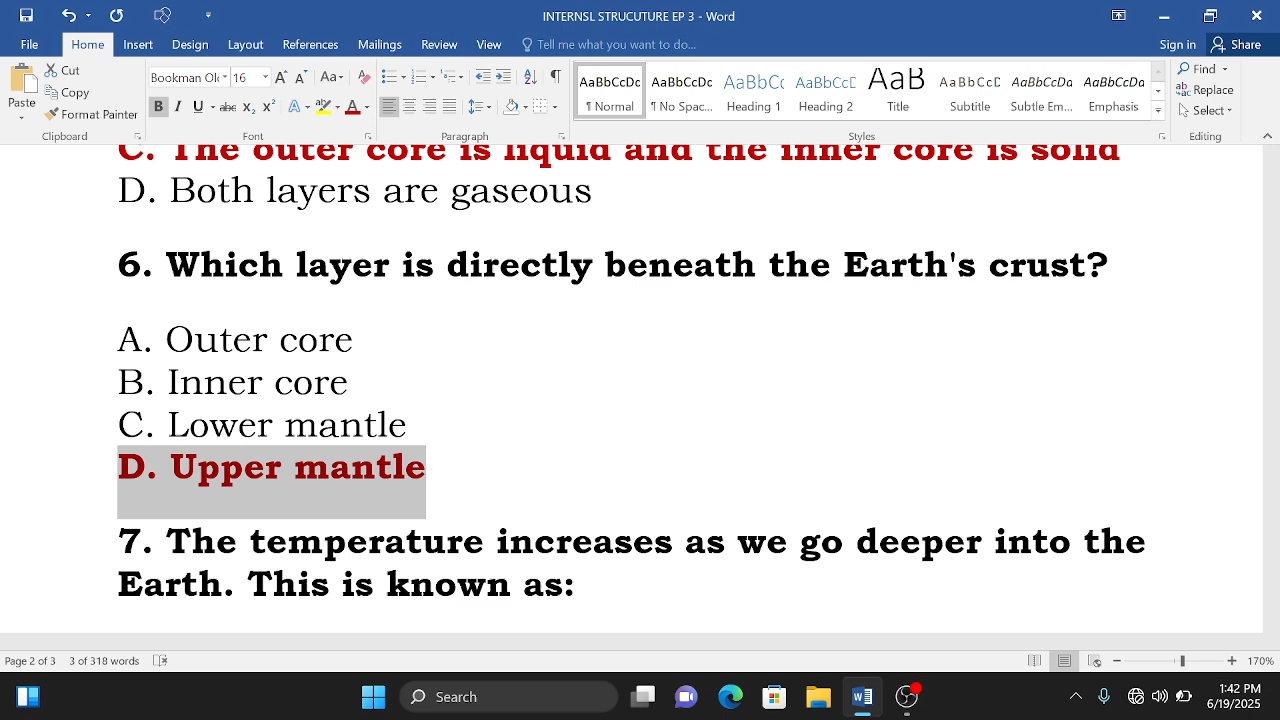 INTERNSL STRUCUTURE EP 3 - Word
File Home Insert Design Layout References Mailings Review View Tell me what you want to do... Sign in Share
Paste
Cut
Copy
Format Painter
Clipboard
Bookman Ol 16
Font
Paragraph
AaBbCcDc AaBbCcDc AaBbC AaBbCcC AaB AaBbCcD AaBbCcDa AaBbCcDa
¶ Normal ¶ No Spac... Heading 1 Heading 2 Title Subtitle Subtle Em... Emphasis
Styles
Find
Replace
Select
Editing
C. The outer core is liquid and the inner core is solid
D. Both layers are gaseous
6. Which layer is directly beneath the Earth's crust?
A. Outer core
B. Inner core
C. Lower mantle
D. Upper mantle
7. The temperature increases as we go deeper into the
Earth. This is known as:
Page 2 of 3 3 of 318 words 170%
Search
1:42 PM
6/19/2025